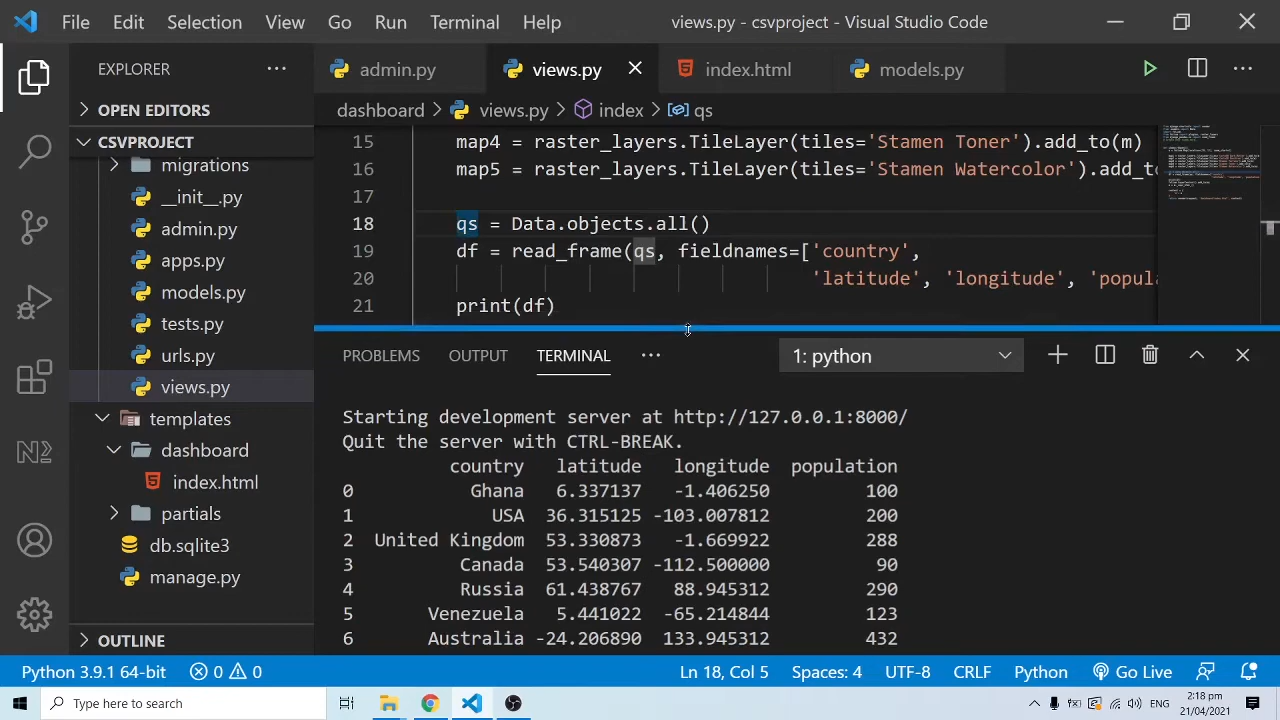 File Edit Selection View Go Run Terminal Help views.py - csvproject - Visual Studio Code
EXPLORER
admin.py views.py index.html models.py
OPEN EDITORS
dashboard > views.py > index > qs
CSVPROJECT
migrations
__init__.py
admin.py
apps.py
models.py
tests.py
urls.py
views.py
templates
dashboard
index.html
partials
db.sqlite3
manage.py
OUTLINE
15 map4 = raster_layers.TileLayer(tiles='Stamen Toner').add_to(m)
16 map5 = raster_layers.TileLayer(tiles='Stamen Watercolor').add_to
17
18 qs = Data.objects.all()
19 df = read_frame(qs, fieldnames=['country',
20 'latitude', 'longitude', 'popul
21 print(df)
PROBLEMS OUTPUT TERMINAL ··· 1: python
Starting development server at http://127.0.0.1:8000/
Quit the server with CTRL-BREAK.
country latitude longitude population
0 Ghana 6.337137 -1.406250 100
1 USA 36.315125 -103.007812 200
2 United Kingdom 53.330873 -1.669922 288
3 Canada 53.540307 -112.500000 90
4 Russia 61.438767 88.945312 290
5 Venezuela 5.441022 -65.214844 123
6 Australia -24.206890 133.945312 432
Python 3.9.1 64-bit 0 0 Ln 18, Col 5 Spaces: 4 UTF-8 CRLF Python Go Live
Type here to search ENG 2:18 pm
21/04/2021